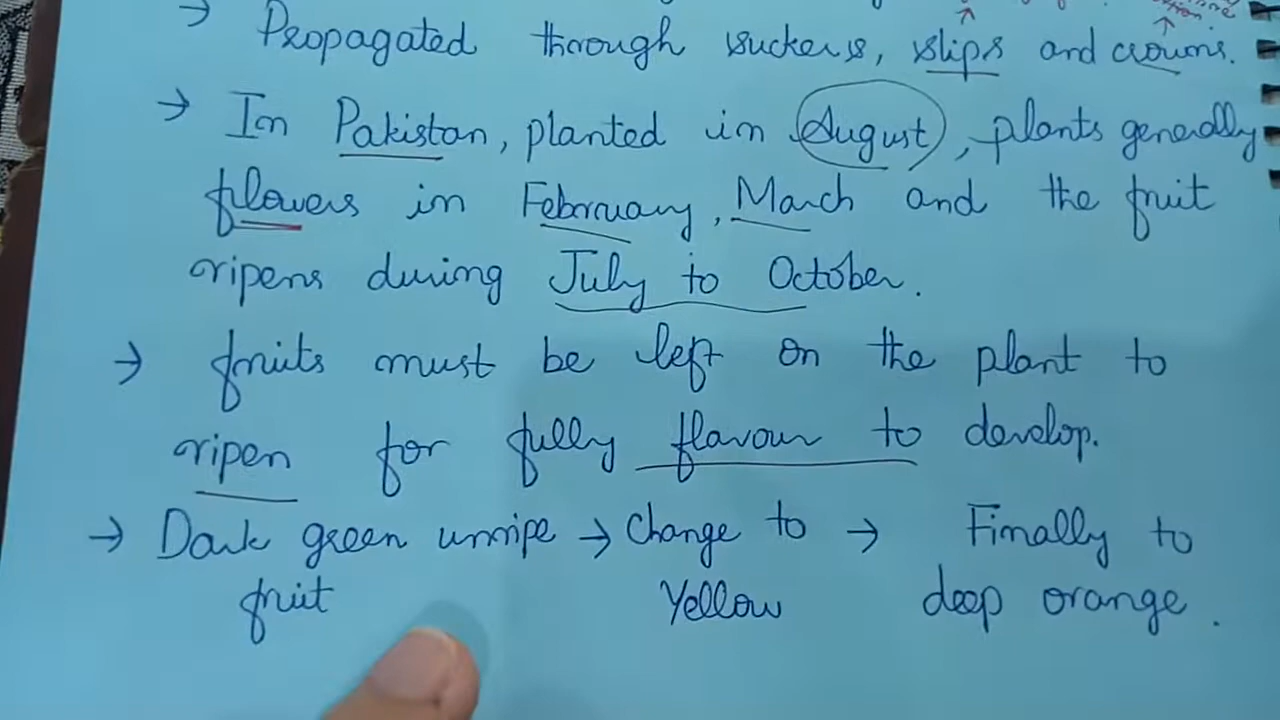 → Propagated through suckers, slips and crowns.
→ In Pakistan, planted in August, plants generally
flowers in February, March and the fruit
ripens during July to October.
→ fruits must be left on the plant to
ripen for fully flavour to develop.
→ Dark green unripe → Change to → Finally to
fruit Yellow deep orange.